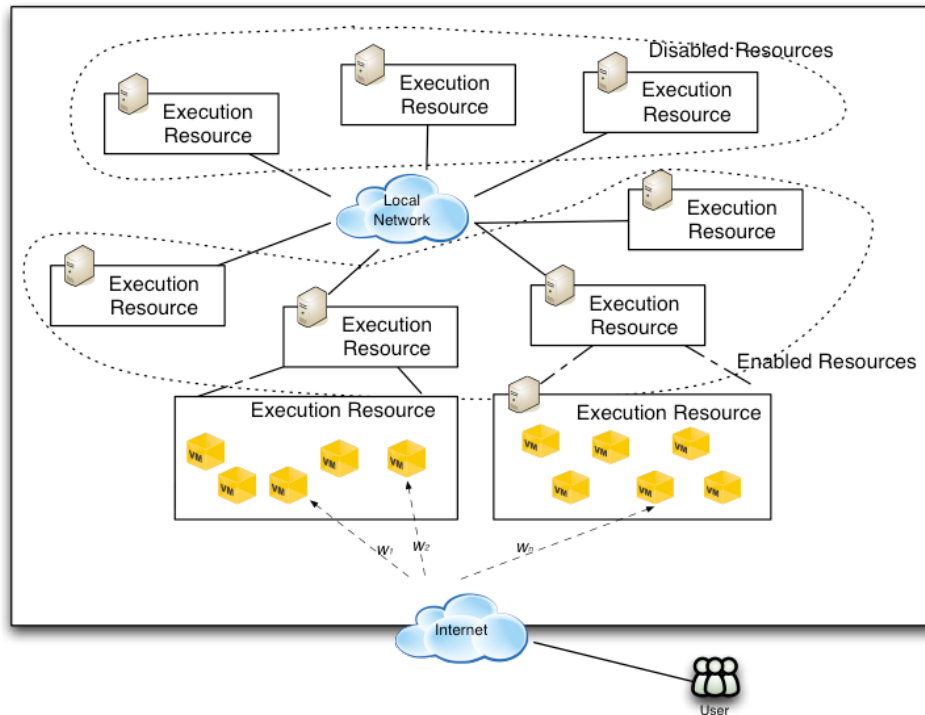 Disabled Resources
Execution
Resource
Execution
Resource
Execution
Resource
Local
Network
Execution
Resource
Execution
Resource
Execution
Resource
Execution
Resource
Enabled Resources
Execution Resource
VM
VM
VM
VM
VM
Execution Resource
VM
VM
VM
VM
VM
VM
W1
W2
Wn
Internet
User